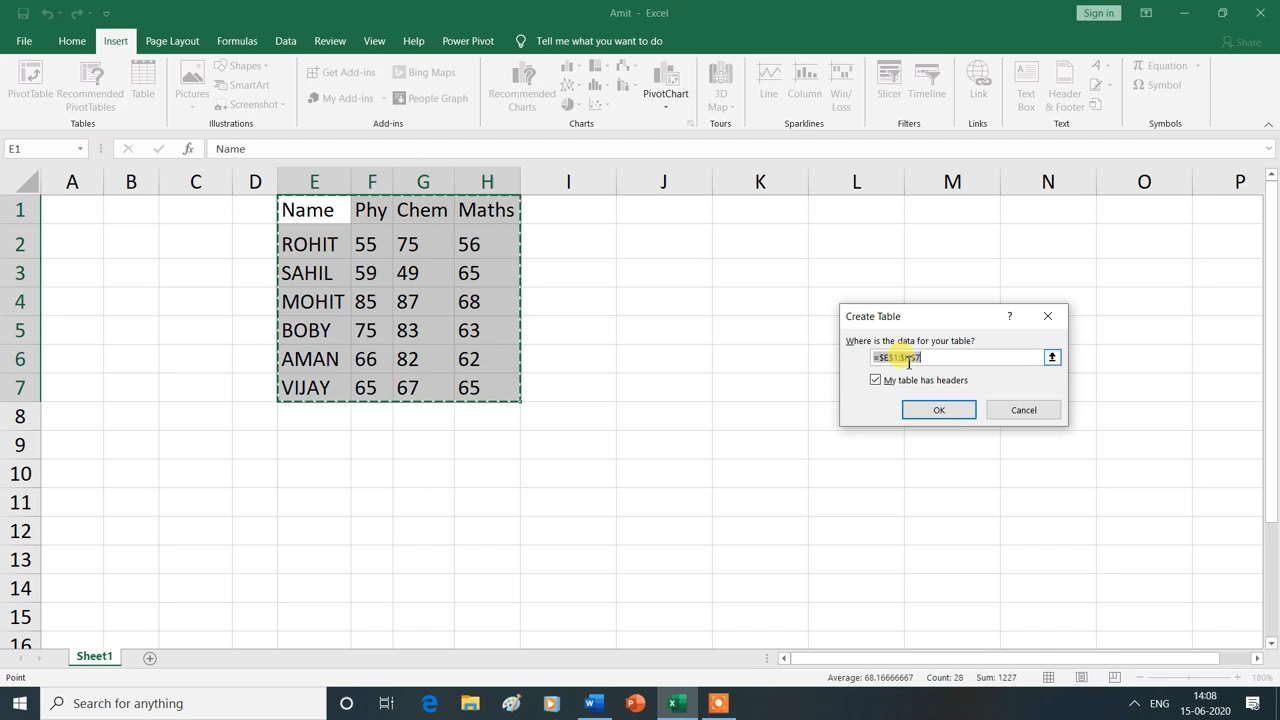 Amit - Excel
Sign in
File Home Insert Page Layout Formulas Data Review View Help Power Pivot Tell me what you want to do Share
PivotTable Recommended PivotTables Table
Tables
Pictures Shapes SmartArt Screenshot
Illustrations
Get Add-ins My Add-ins Bing Maps People Graph
Add-ins
Recommended Charts PivotChart
Charts
3D Map
Tours
Line Column Win/Loss
Sparklines
Slicer Timeline
Filters
Link
Links
Text Box Header & Footer
Text
Equation Symbol
Symbols
E1 fx Name
A B C D E F G H I J K L M N O P
1 Name Phy Chem Maths
2 ROHIT 55 75 56
3 SAHIL 59 49 65
4 MOHIT 85 87 68
5 BOBY 75 83 63
6 AMAN 66 82 62
7 VIJAY 65 67 65
8
9
10
11
12
13
14
15
16
Create Table ?
Where is the data for your table?
=$E$1:$H$7
My table has headers
OK Cancel
Sheet1
Point Average: 68.16666667 Count: 28 Sum: 1227 180%
Search for anything
ENG
14:08
15-06-2020